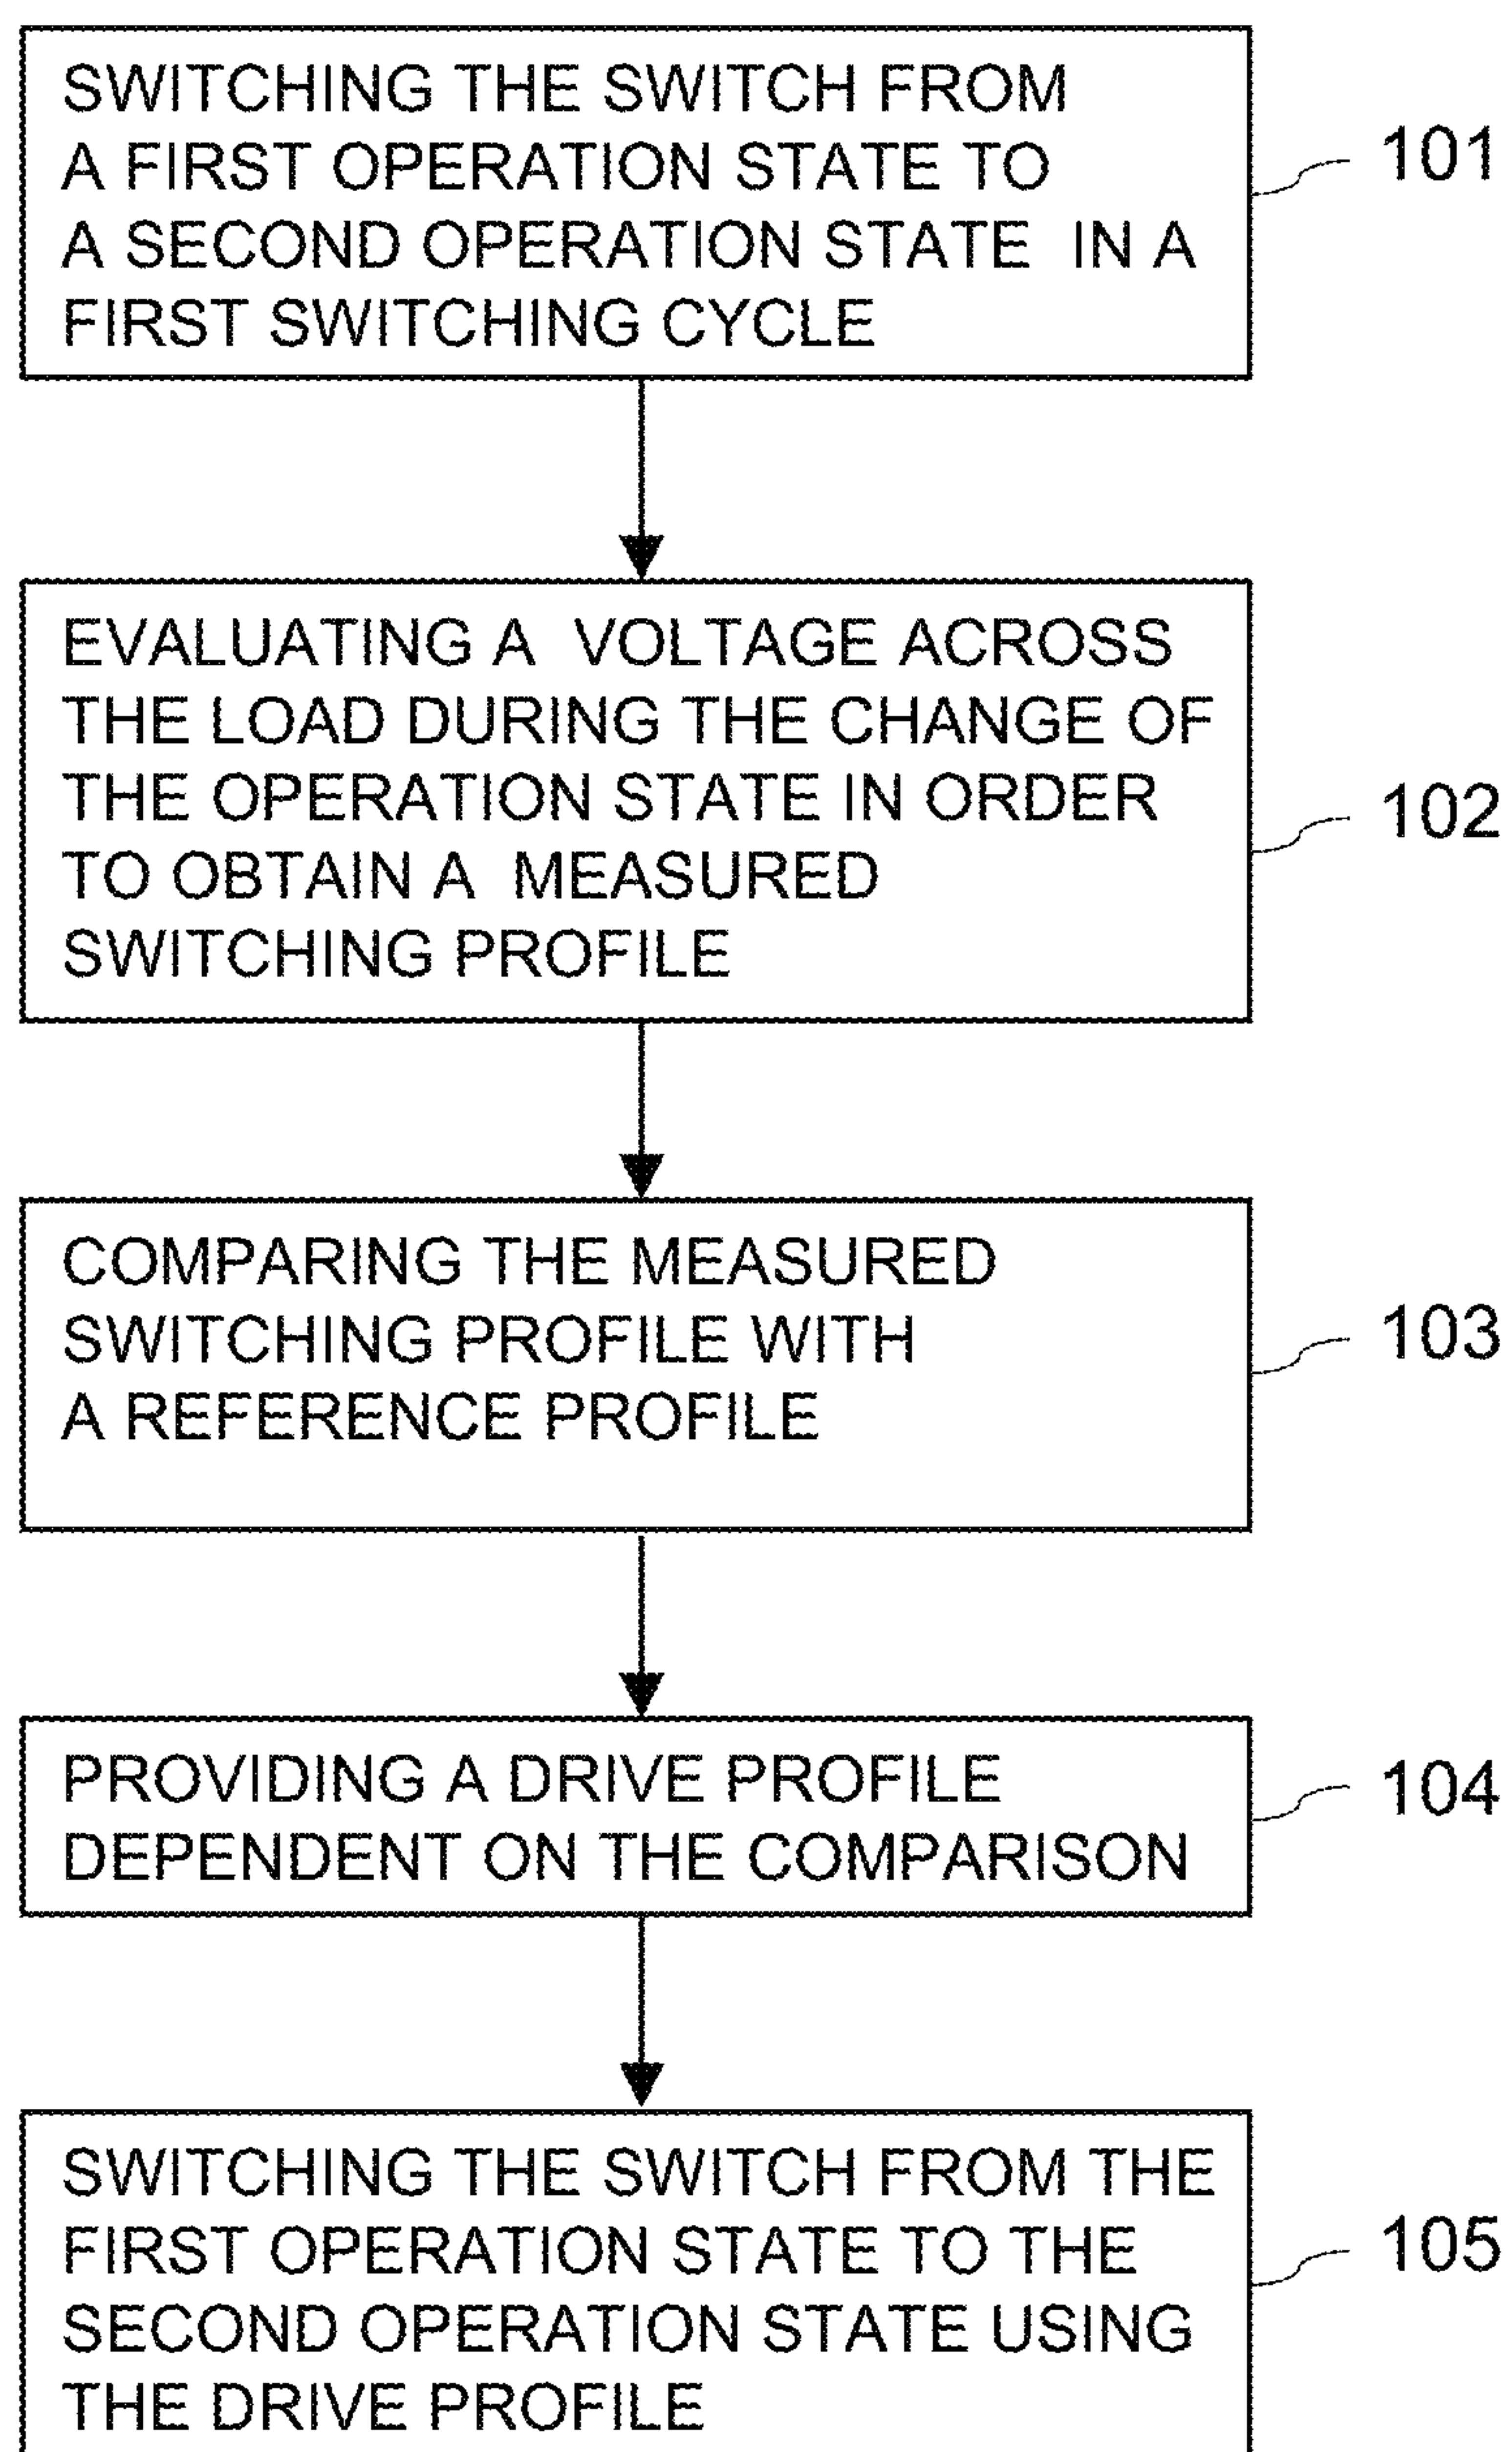 SWITCHING THE SWITCH FROM
A FIRST OPERATION STATE TO
A SECOND OPERATION STATE IN A
FIRST SWITCHING CYCLE
101
EVALUATING A VOLTAGE ACROSS
THE LOAD DURING THE CHANGE OF
THE OPERATION STATE IN ORDER
TO OBTAIN A MEASURED
SWITCHING PROFILE
102
COMPARING THE MEASURED
SWITCHING PROFILE WITH
A REFERENCE PROFILE
103
PROVIDING A DRIVE PROFILE
DEPENDENT ON THE COMPARISON
104
SWITCHING THE SWITCH FROM THE
FIRST OPERATION STATE TO THE
SECOND OPERATION STATE USING
THE DRIVE PROFILE
105